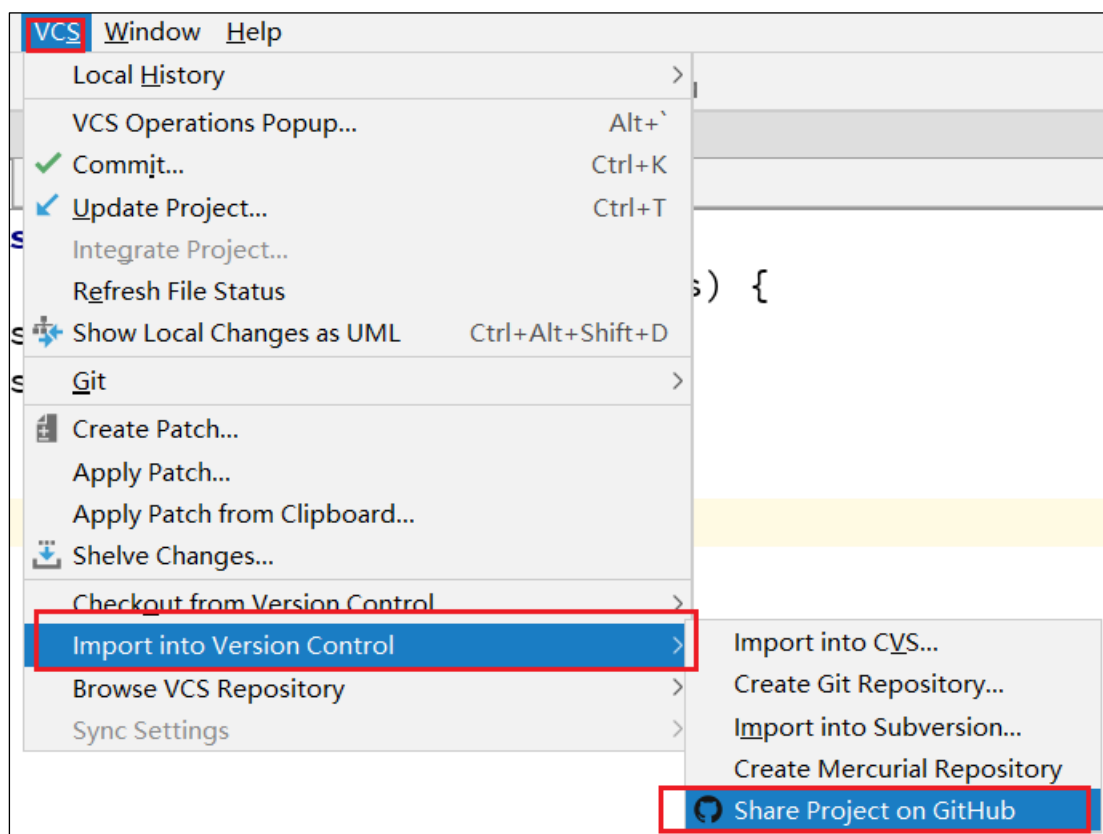 VCS Window Help
Local History
VCS Operations Popup... Alt+`
Commit... Ctrl+K
Update Project... Ctrl+T
Integrate Project...
Refresh File Status
s) {
Show Local Changes as UML Ctrl+Alt+Shift+D
Git
Create Patch...
Apply Patch...
Apply Patch from Clipboard...
Shelve Changes...
Checkout from Version Control
Import into Version Control
Import into CVS...
Browse VCS Repository
Create Git Repository...
Sync Settings
Import into Subversion...
Create Mercurial Repository
Share Project on GitHub